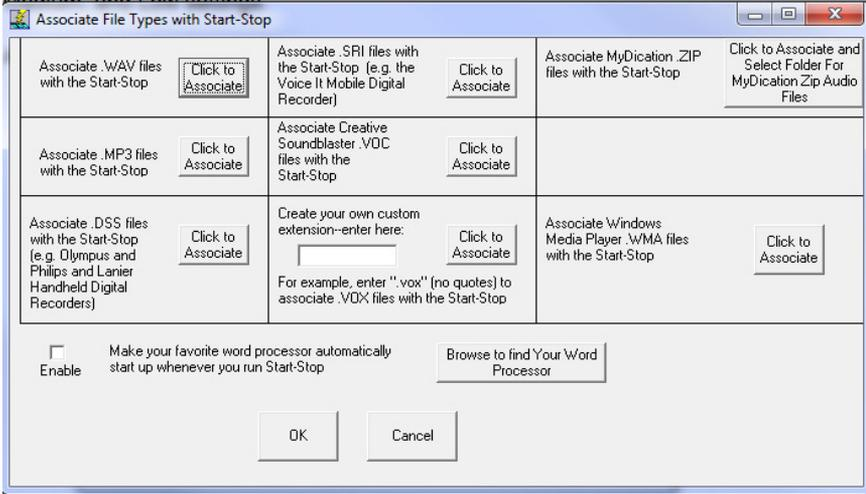 Associate File Types with Start-Stop
Associate .WAV files
with the Start-Stop
Click to
Associate
Associate .SRI files with
the Start-Stop (e.g. the
Voice It Mobile Digital
Recorder)
Click to
Associate
Associate MyDication .ZIP
files with the Start-Stop
Click to Associate and
Select Folder For
MyDication Zip Audio
Files
Associate .MP3 files
with the Start-Stop
Click to
Associate
Associate Creative
Soundblaster .VOC
files with the
Start-Stop
Click to
Associate
Associate .DSS files
with the Start-Stop
(e.g. Olympus and
Philips and Lanier
Handheld Digital
Recorders)
Click to
Associate
Create your own custom
extension--enter here:
Click to
Associate
For example, enter ".vox" (no quotes) to
associate .VOX files with the Start-Stop
Associate Windows
Media Player .WMA files
with the Start-Stop
Click to
Associate
Enable
Make your favorite word processor automatically
start up whenever you run Start-Stop
Browse to find Your Word
Processor
OK
Cancel